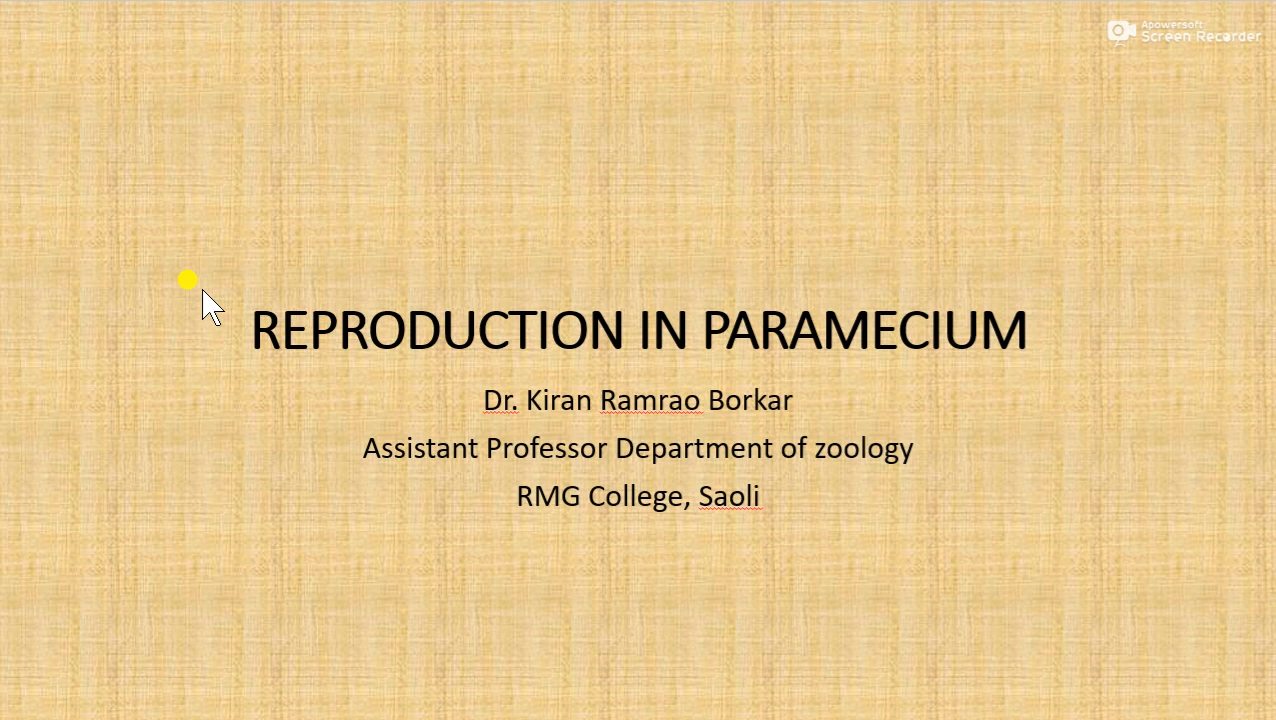 Apowersoft
Screen Recorder
REPRODUCTION IN PARAMECIUM
Dr. Kiran Ramrao Borkar
Assistant Professor Department of zoology
RMG College, Saoli